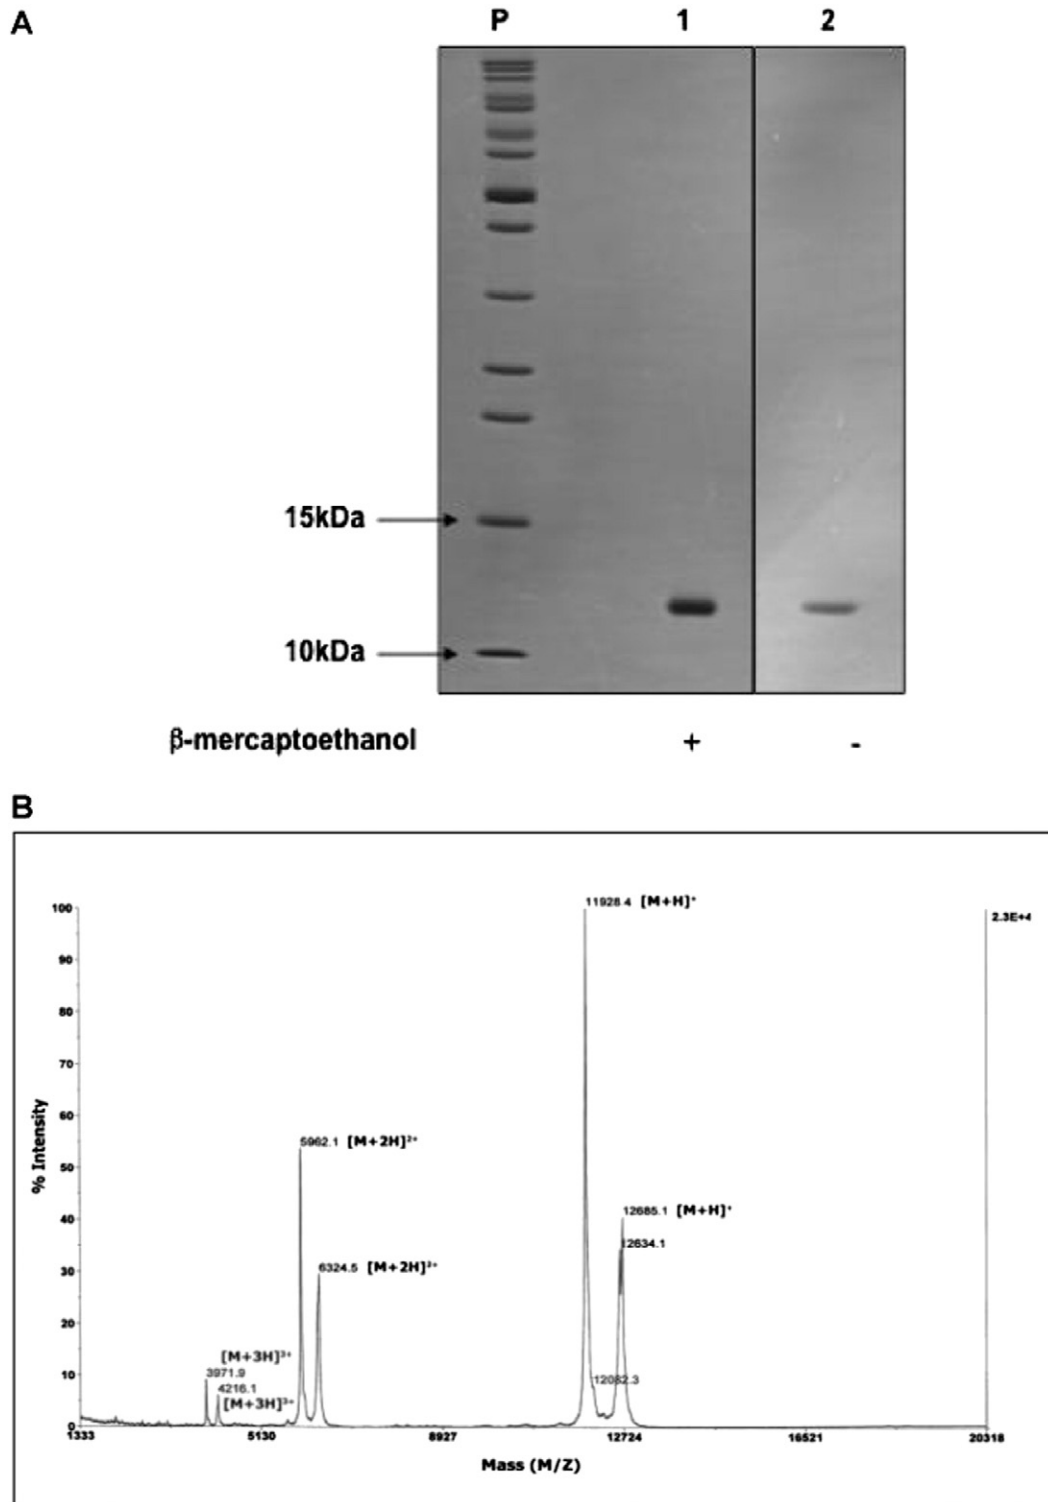 A
P 1 2
15kDa
10kDa
β-mercaptoethanol + -
B
11928.4 [M+H]⁺
100
2.3E+4
90
80
70
60
5962.1 [M+2H]²⁺
50
40
12685.1 [M+H]⁺
12634.1
6324.5 [M+2H]²⁺
30
20
[M+3H]³⁺
3971.9
10
12082.3
4216.1
[M+3H]³⁺
0
1333 5130 8927 12724 16521 20318
% Intensity
Mass (M/Z)